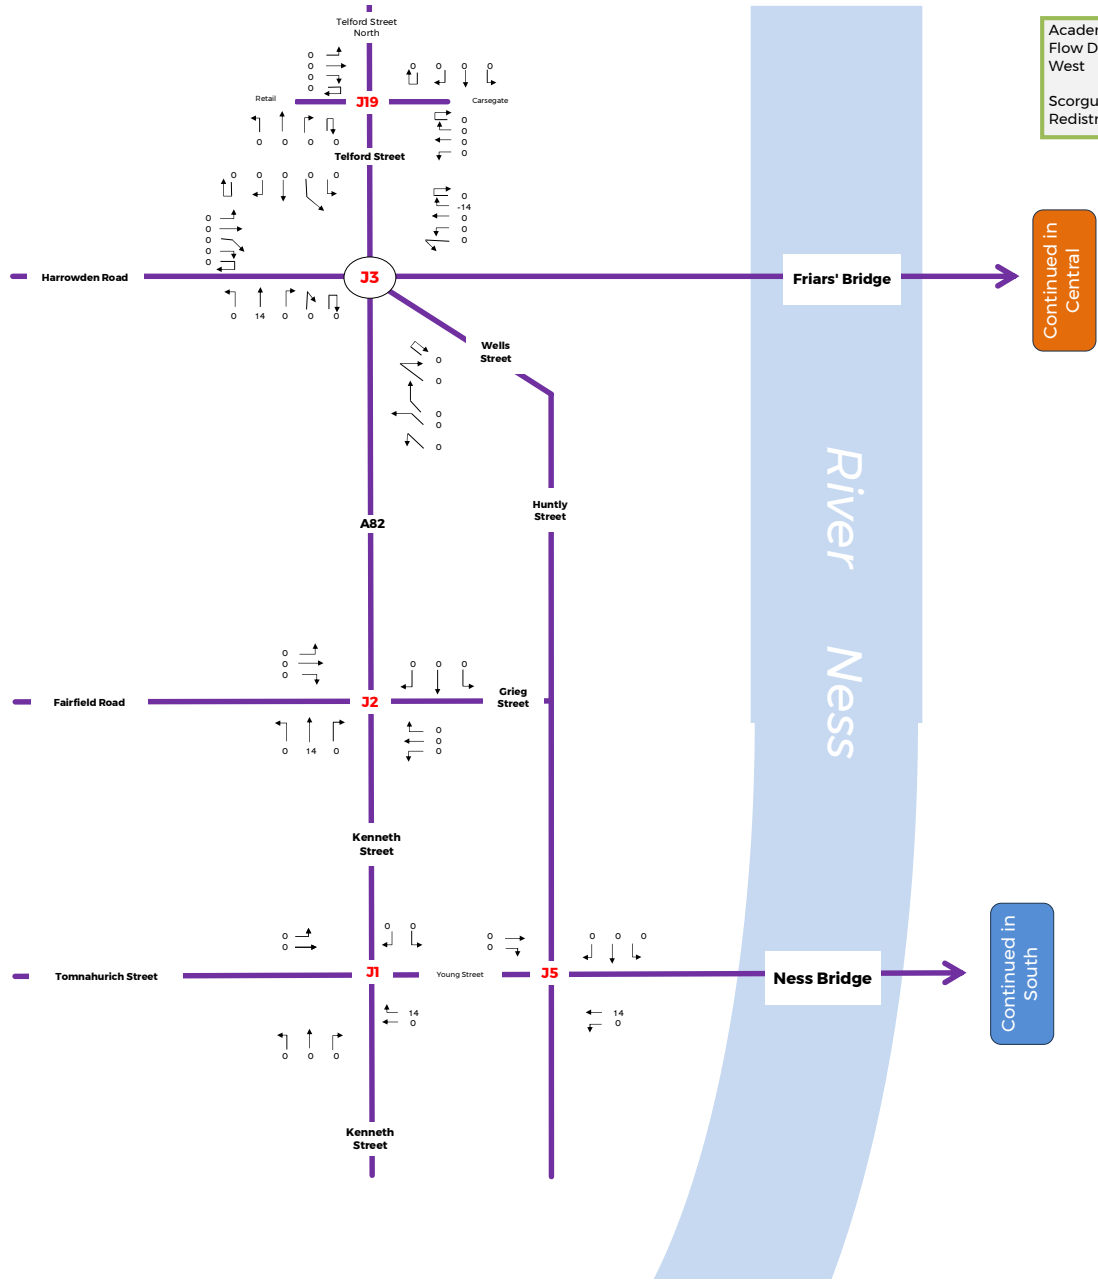 Telford Street
North
Academ
Flow D
West
Scorgu
Redistr
0
0
0
0
0 0 0 0
Retail
J19
Carsegate
0
0
0
0
0 0 0 0
Telford Street
0 0 0 0 0
0
-14
0
0
0
0
0
0
0
0
Harrowden Road
J3
Friars' Bridge
Continued in
Central
0 14 0 0 0
Wells
Street
0
0
0
0
0
River Ness
Huntly
Street
A82
0
0
0
0 0 0
Fairfield Road
J2
Grieg
Street
0 14 0
0
0
0
Kenneth
Street
0
0
0 0
0
0
0 0 0
Tomnahurich Street
J1
Young Street
J5
Ness Bridge
Continued in
South
14
0
14
0
0 0 0
Kenneth
Street